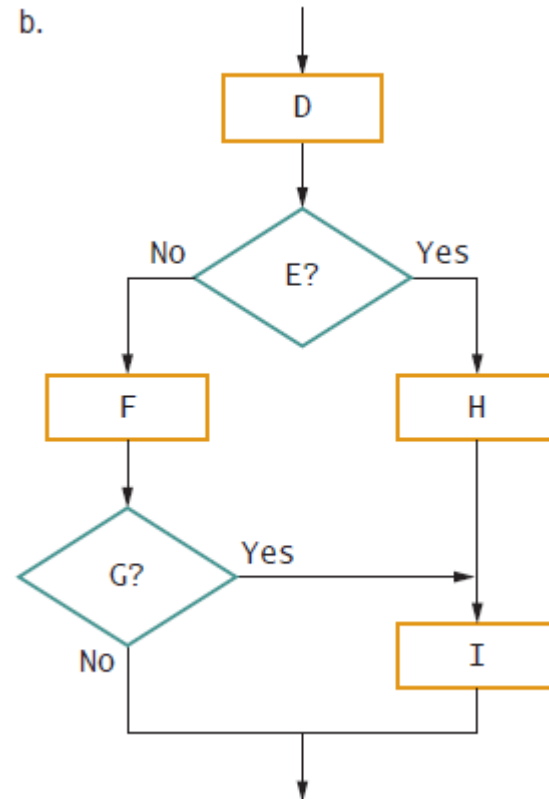 b.
D
No
E?
Yes
F
H
G?
Yes
No
I